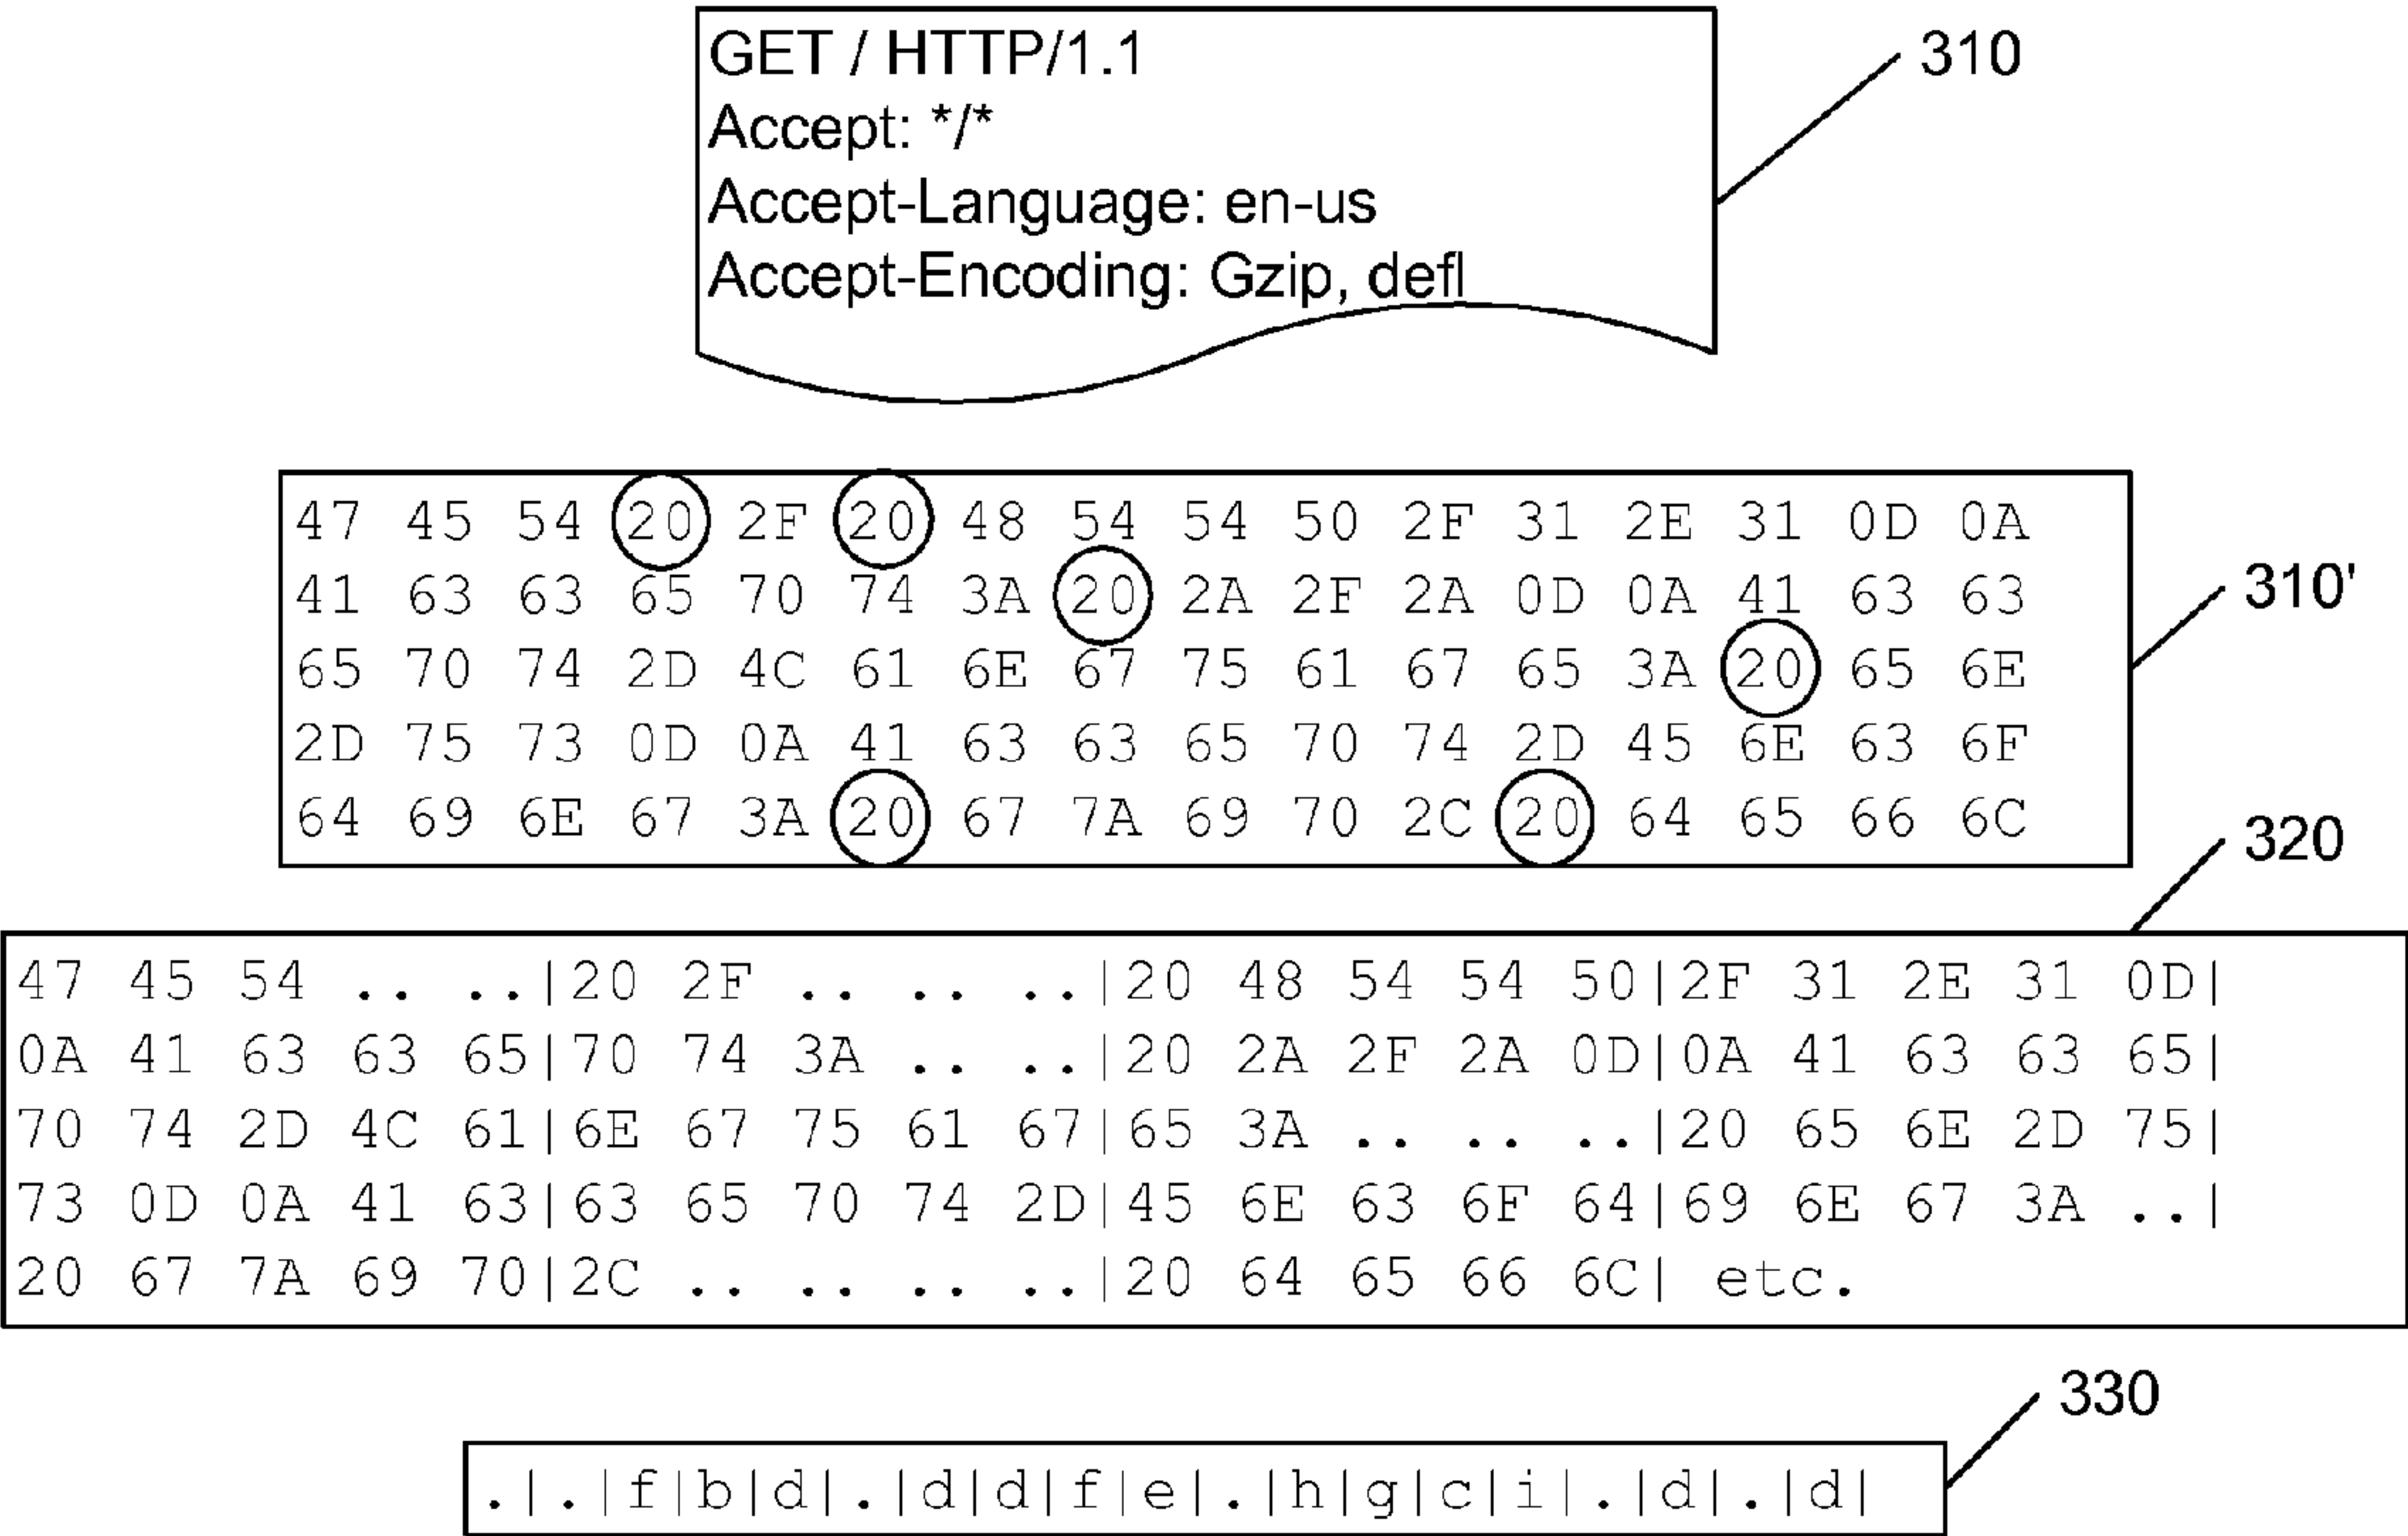 GET / HTTP/1.1
Accept: */*
Accept-Language: en-us
Accept-Encoding: Gzip, defl
310
47 45 54 20 2F 20 48 54 54 50 2F 31 2E 31 0D 0A
41 63 63 65 70 74 3A 20 2A 2F 2A 0D 0A 41 63 63
65 70 74 2D 4C 61 6E 67 75 61 67 65 3A 20 65 6E
2D 75 73 0D 0A 41 63 63 65 70 74 2D 45 6E 63 6F
64 69 6E 67 3A 20 67 7A 69 70 2C 20 64 65 66 6C
310'
320
47 45 54 .. ..|20 2F .. .. ..|20 48 54 54 50|2F 31 2E 31 0D|
0A 41 63 63 65|70 74 3A .. ..|20 2A 2F 2A 0D|0A 41 63 63 65|
70 74 2D 4C 61|6E 67 75 61 67|65 3A .. .. ..|20 65 6E 2D 75|
73 0D 0A 41 63|63 65 70 74 2D|45 6E 63 6F 64|69 6E 67 3A ..|
20 67 7A 69 70|2C .. .. .. ..|20 64 65 66 6C| etc.
330
.|.|f|b|d|.|d|d|f|e|.|h|g|c|i|.|d|.|d|